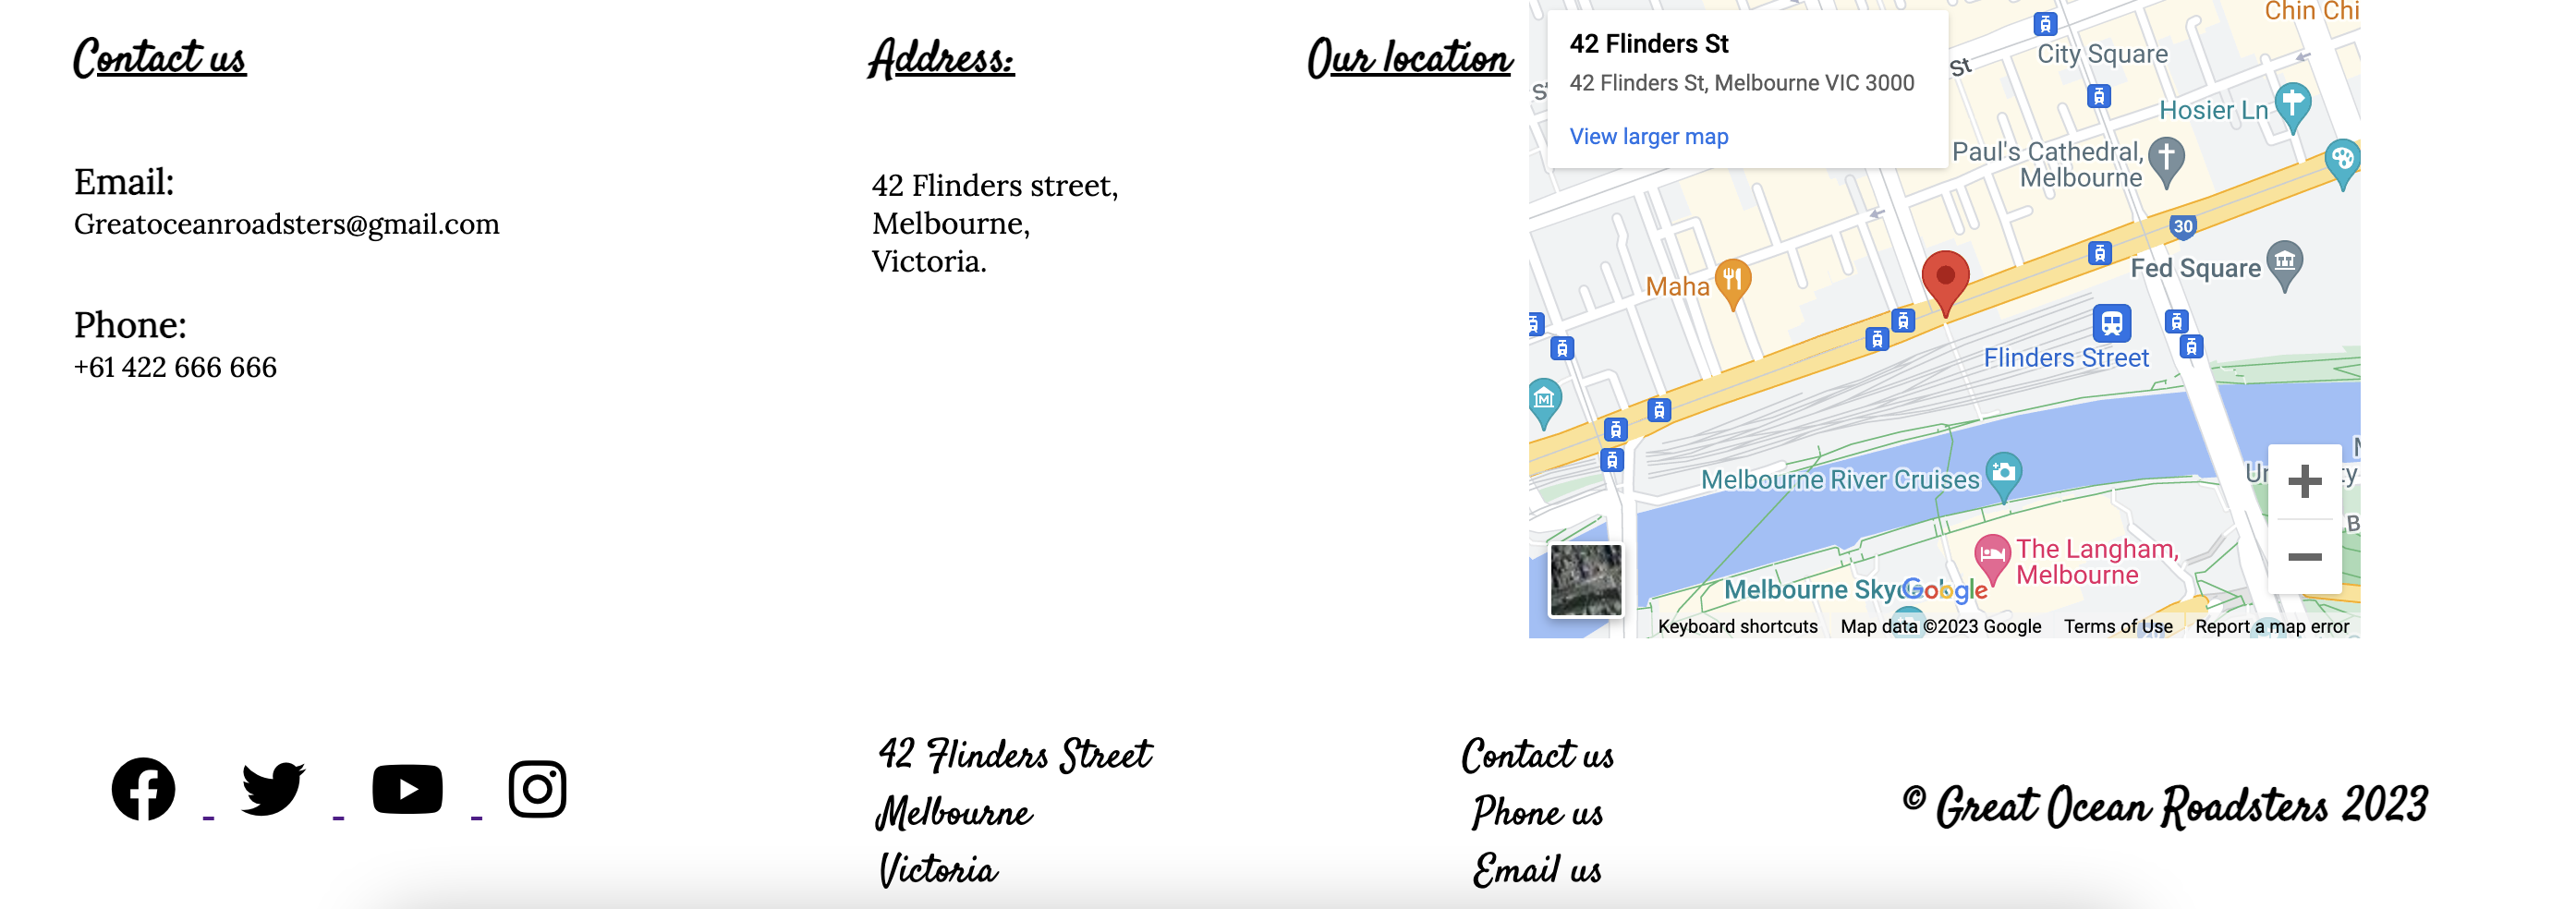 Contact us
Email:
Greatoceanroadsters@gmail.com
Phone:
+61 422 666 666
Address:
42 Flinders street,
Melbourne,
Victoria.
Our location
42 Flinders St
42 Flinders St, Melbourne VIC 3000
View larger map
St
Chin Chi
City Square
Hosier Ln
Paul's Cathedral,
Melbourne
30
Fed Square
Maha
Flinders Street
Melbourne River Cruises
The Langham,
Melbourne
Google
Keyboard shortcuts
Map data ©2023 Google
Terms of Use
Report a map error
42 Flinders Street
Melbourne
Victoria
Contact us
Phone us
Email us
© Great Ocean Roadsters 2023